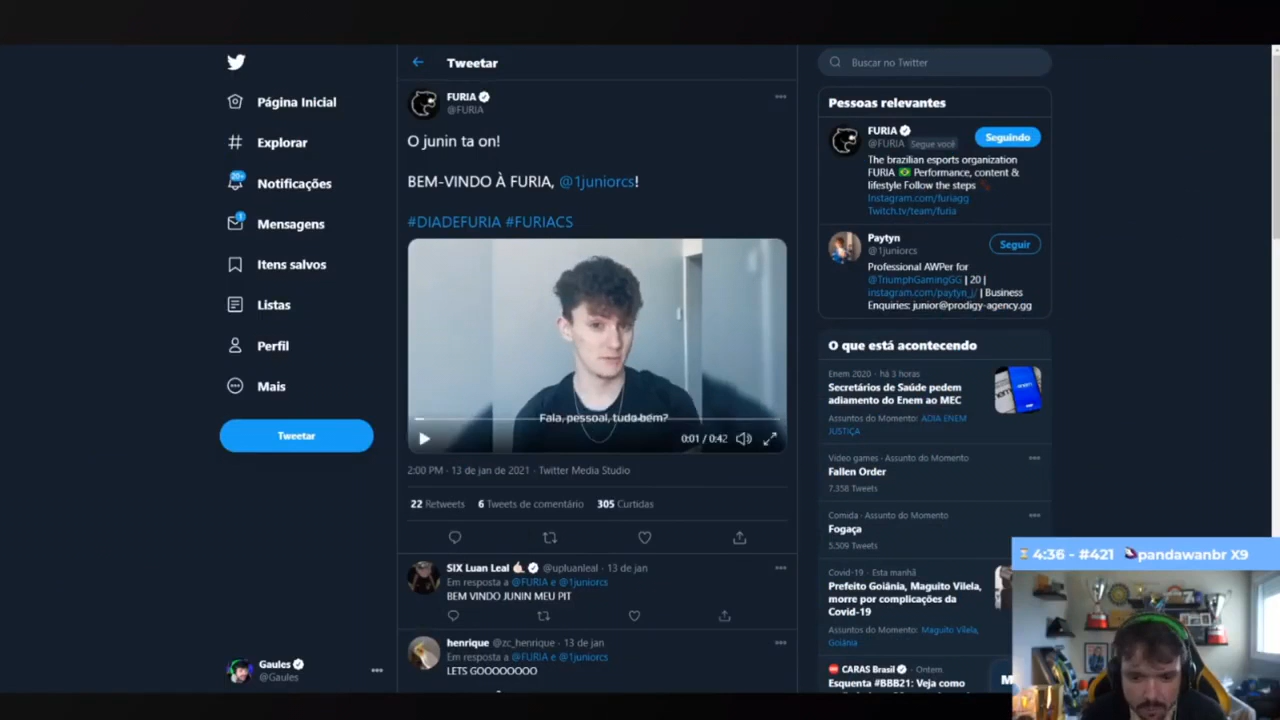 Página Inicial
Explorar
20+
Notificações
1
Mensagens
Itens salvos
Listas
Perfil
Mais
Tweetar
Gaules
@Gaules
Tweetar
FURIA
@FURIA
O junin ta on!
BEM-VINDO À FURIA, @1juniorcs!
#DIADEFURIA #FURIACS
Fala, pessoal, tudo bem?
0:01 / 0:42
2:00 PM · 13 de jan de 2021 · Twitter Media Studio
22 Retweets 6 Tweets de comentário 305 Curtidas
SIX Luan Leal @upluanleal · 13 de jan
Em resposta a @FURIA e @1juniorcs
BEM VINDO JUNIN MEU PIT
henrique @zc_henrique · 13 de jan
Em resposta a @FURIA e @1juniorcs
LETS GOOOOOOOO
Buscar no Twitter
Pessoas relevantes
FURIA
@FURIA Segue você
Seguindo
The brazilian esports organization
FURIA 🇧🇷 Performance, content &
lifestyle Follow the steps
Instagram.com/furiagg
Twitch.tv/team/furia
Paytyn
@1juniorcs
Seguir
Professional AWPer for
@TriumphGamingGG | 20 |
instagram.com/paytyn_j/ | Business
Enquiries: junior@prodigy-agency.gg
O que está acontecendo
Enem 2020 · há 3 horas
Secretários de Saúde pedem
adiamento do Enem ao MEC
Assuntos do Momento: ADIA ENEM
JUSTIÇA
enem
Video games · Assunto do Momento
Fallen Order
7.358 Tweets
Comida · Assunto do Momento
Fogaça
5.509 Tweets
Covid-19 · Esta manhã
Prefeito Goiânia, Maguito Vilela,
morre por complicações da
Covid-19
Assuntos do Momento: Maguito Vilela,
Goiânia
CARAS Brasil · Ontem
Esquenta #BBB21: Veja como
M
4:36 - #421 pandawanbr X9